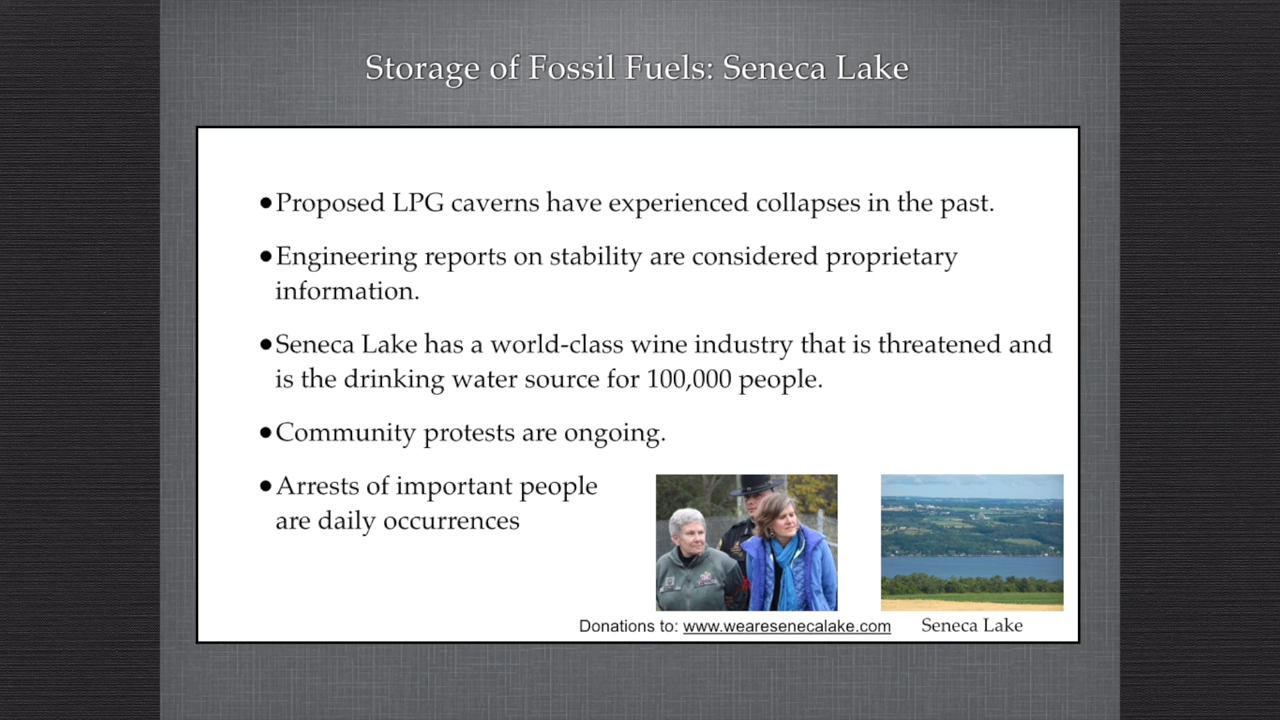 Storage of Fossil Fuels: Seneca Lake
●Proposed LPG caverns have experienced collapses in the past.
●Engineering reports on stability are considered proprietary
information.
●Seneca Lake has a world-class wine industry that is threatened and
is the drinking water source for 100,000 people.
●Community protests are ongoing.
●Arrests of important people
are daily occurrences
Donations to: www.wearesenecalake.com
Seneca Lake